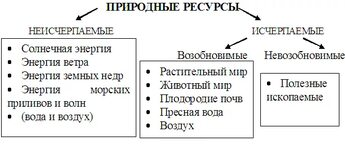 ПРИРОДНЫЕ РЕСУРСЫ
НЕИСЧЕРПАЕМЫЕ
ИСЧЕРПАЕМЫЕ
• Солнечная энергия
• Энергия ветра
• Энергия земных недр
• Энергия морских
приливов и волн
• (вода и воздух)
Возобновимые
• Растительный мир
• Животный мир
• Плодородие почв
• Пресная вода
• Воздух
Невозобновимые
• Полезные
ископаемые